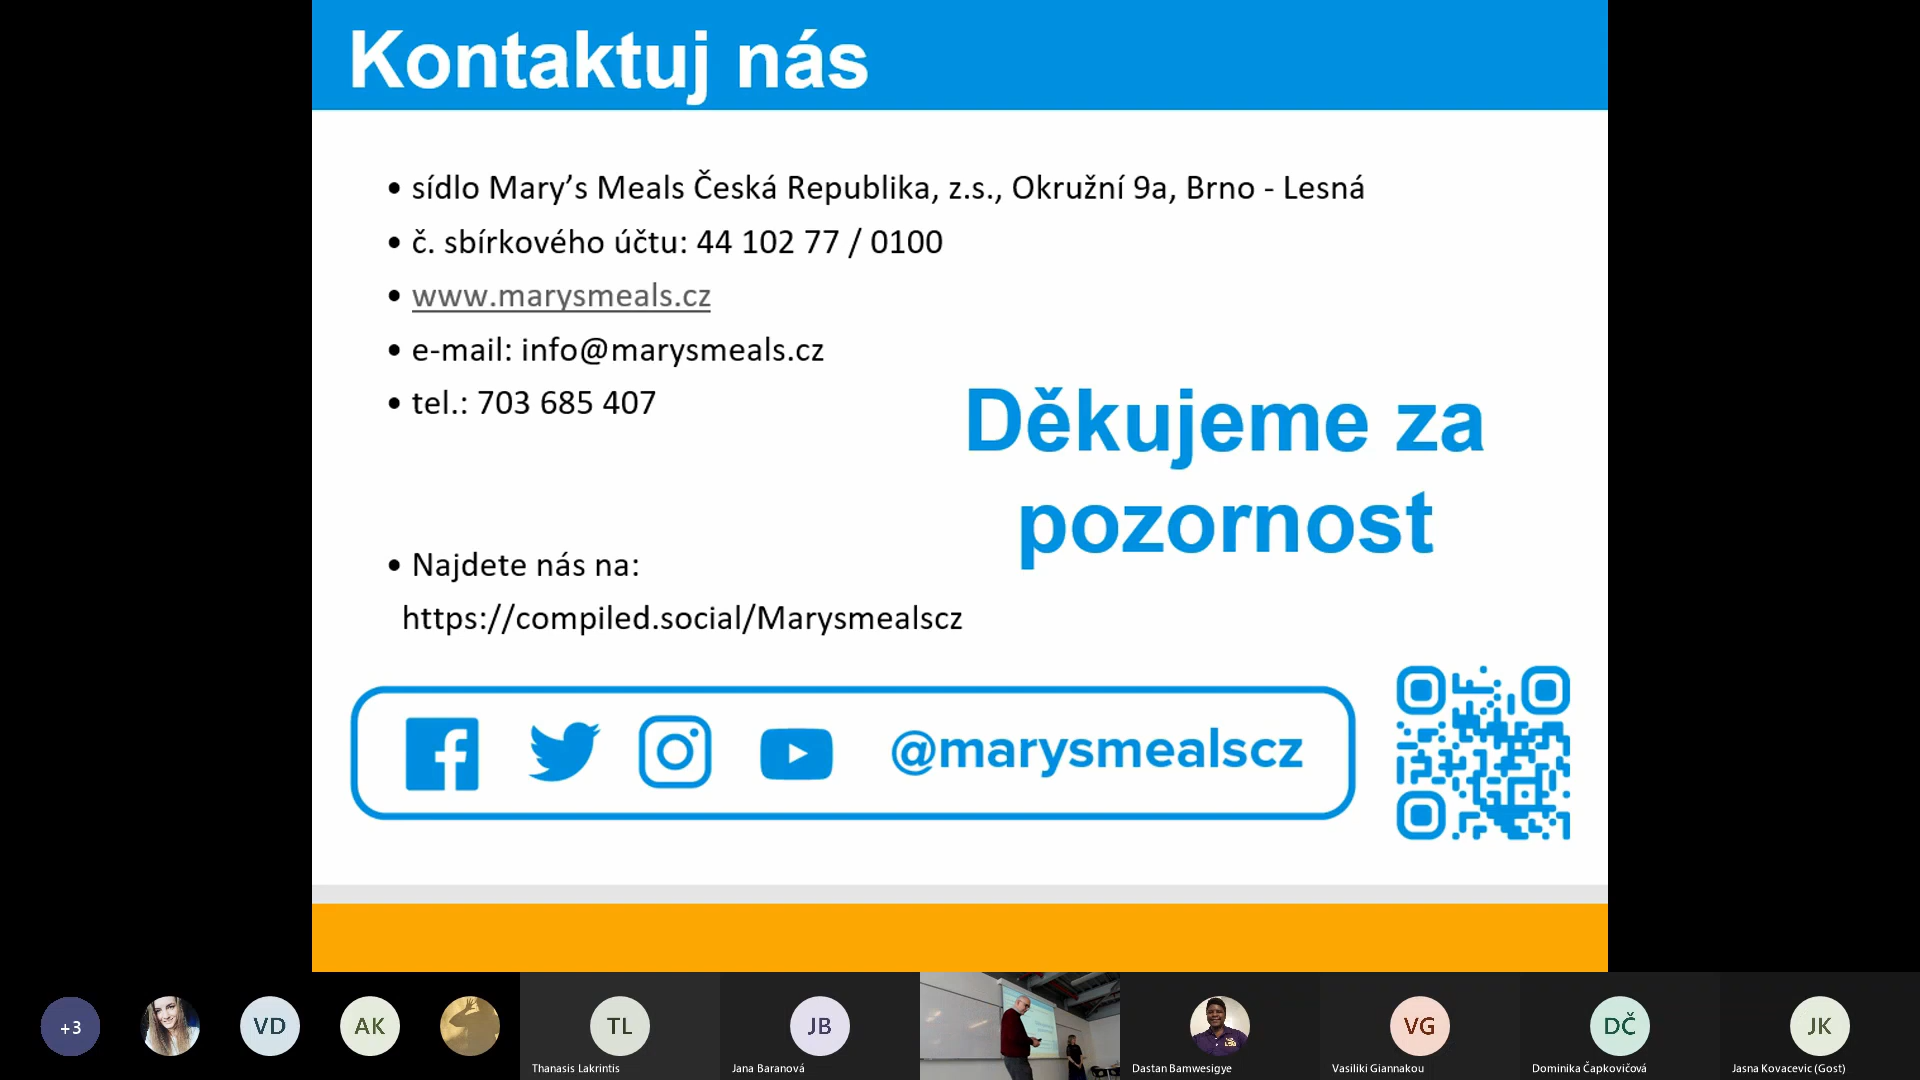 Kontaktuj nás
• sídlo Mary’s Meals Česká Republika, z.s., Okružní 9a, Brno - Lesná
• č. sbírkového účtu: 44 102 77 / 0100
• www.marysmeals.cz
• e-mail: info@marysmeals.cz
• tel.: 703 685 407
Děkujeme za
pozornost
• Najdete nás na:
https://compiled.social/Marysmealscz
@marysmealscz
+3
VD
AK
TL
Thanasis Lakrintis
JB
Jana Baranová
Dastan Bamwesigye
VG
Vasiliki Giannakou
DČ
Dominika Čapkovičová
JK
Jasna Kovacevic (Gost)